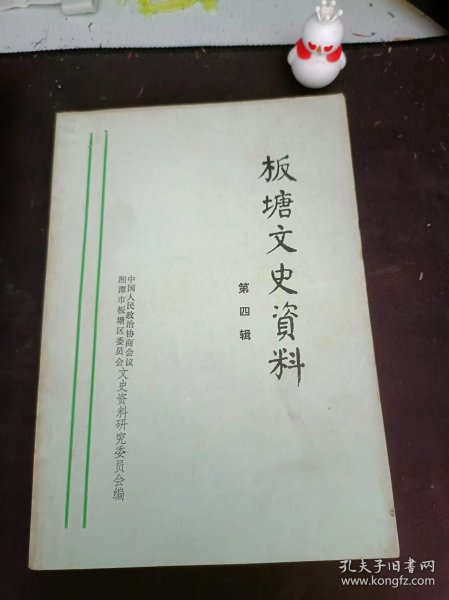 板塘文史資料
第四辑
中国人民政治协商会议
湘潭市板塘区委员会
文史资料研究委员会编
孔夫子旧书网
www.kongfz.com